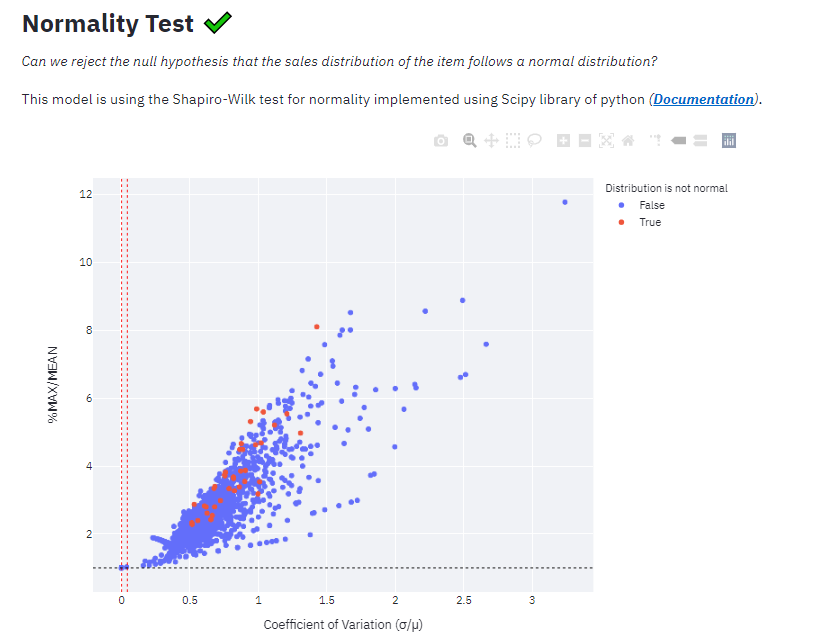 Normality Test
Can we reject the null hypothesis that the sales distribution of the item follows a normal distribution?
This model is using the Shapiro-Wilk test for normality implemented using Scipy library of python (Documentation).
Distribution is not normal
False
True
12
10
8
6
4
2
%MAX/MEAN
0
0.5
1
1.5
2
2.5
3
Coefficient of Variation (σ/μ)